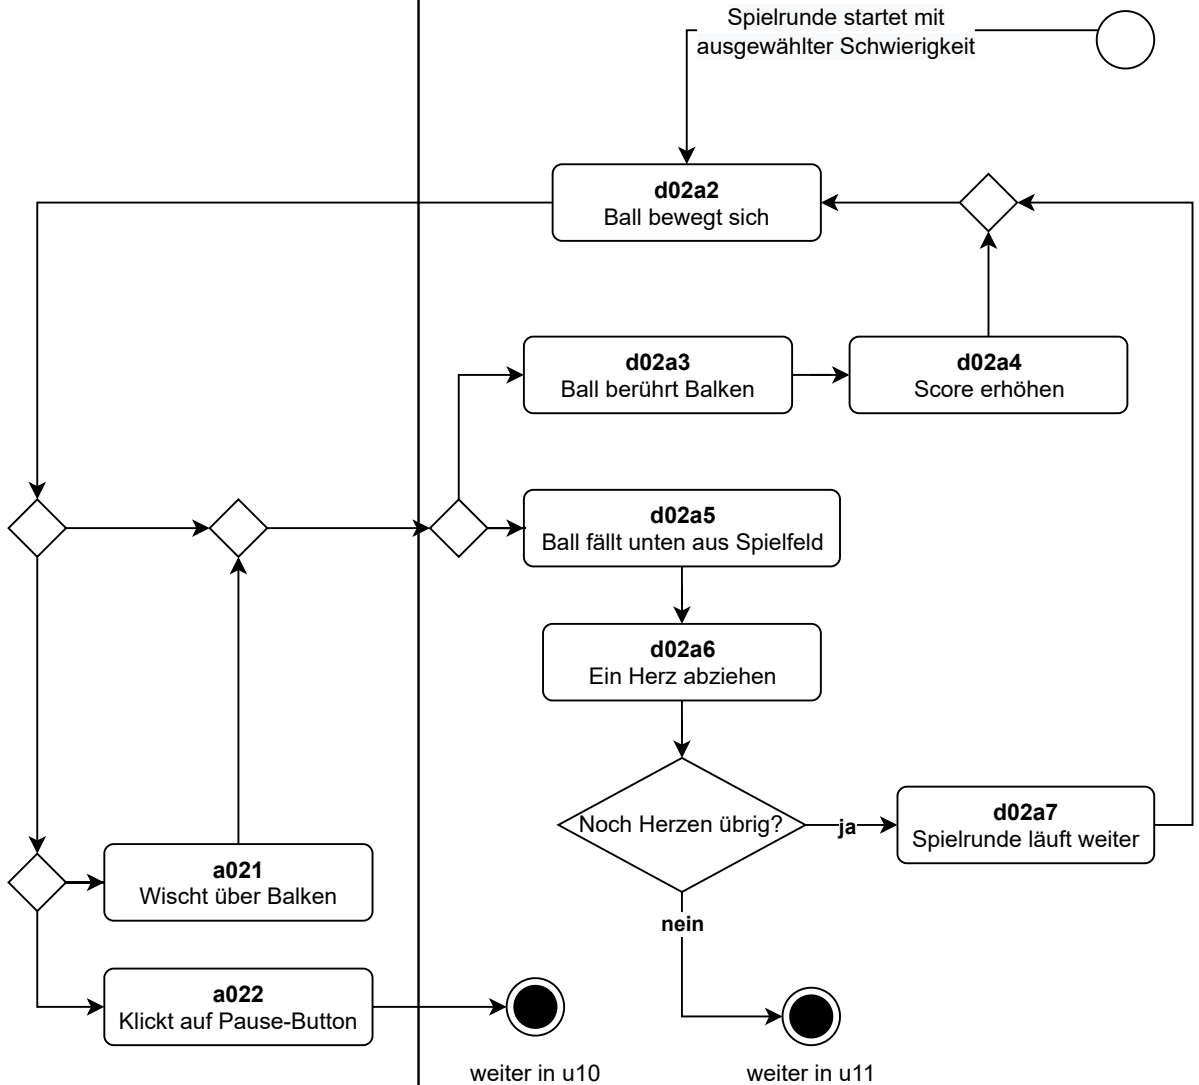 Spielrunde startet mit
ausgewählter Schwierigkeit
d02a2
Ball bewegt sich
d02a3
Ball berührt Balken
d02a4
Score erhöhen
d02a5
Ball fällt unten aus Spielfeld
d02a6
Ein Herz abziehen
Noch Herzen übrig?
ja
d02a7
Spielrunde läuft weiter
nein
a021
Wischt über Balken
a022
Klickt auf Pause-Button
weiter in u10
weiter in u11